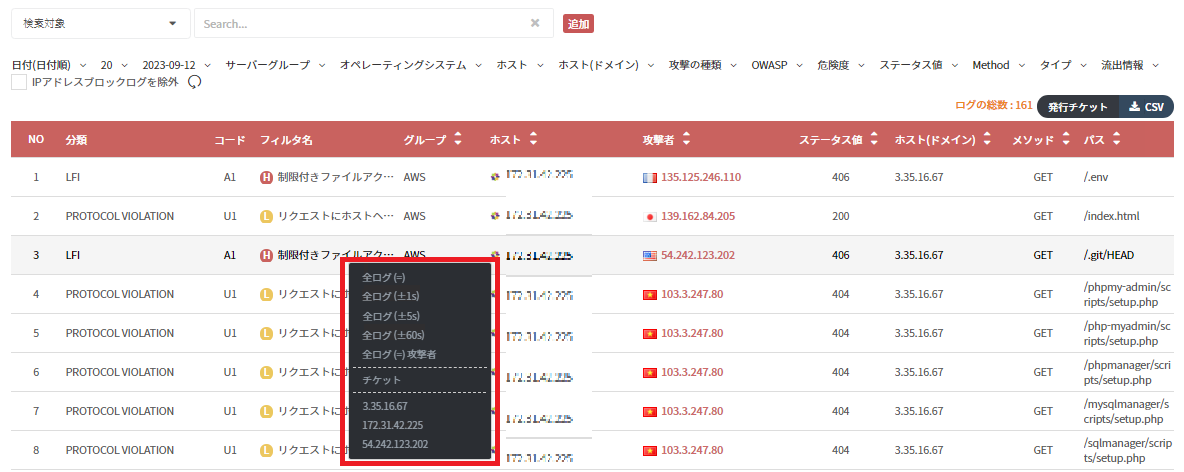 検索対象 Search... 追加
日付(日付順) 20 2023-09-12 サーバーグループ オペレーティングシステム ホスト ホスト(ドメイン) 攻撃の種類 OWASP 危険度 ステータス値 Method タイプ 流出情報
IPアドレスブロックログを除外
ログの総数 : 161 発行チケット CSV
NO 分類 コード フィルタ名 グループ ホスト 攻撃者 ステータス値 ホスト(ドメイン) メソッド パス
1 LFI A1 H 制限付きファイルアク… AWS 135.125.246.110 406 3.35.16.67 GET /.env
2 PROTOCOL VIOLATION U1 L リクエストにホストヘ… AWS 139.162.84.205 200 GET /index.html
3 LFI A1 H 制限付きファイルアク… AWS 54.242.123.202 406 3.35.16.67 GET /.git/HEAD
全ログ (=)
全ログ (±1s)
全ログ (±5s)
全ログ (±60s)
全ログ (=) 攻撃者
チケット
3.35.16.67
172.31.42.225
54.242.123.202
4 PROTOCOL VIOLATION U1 L リクエストに 103.3.247.80 404 3.35.16.67 GET /phpmy-admin/sc
ripts/setup.php
5 PROTOCOL VIOLATION U1 L リクエストに 103.3.247.80 404 3.35.16.67 GET /php-myadmin/sc
ripts/setup.php
6 PROTOCOL VIOLATION U1 L リクエストに 103.3.247.80 404 3.35.16.67 GET /phpmanager/scri
pts/setup.php
7 PROTOCOL VIOLATION U1 L リクエストに 103.3.247.80 404 3.35.16.67 GET /mysqlmanager/s
cripts/setup.php
8 PROTOCOL VIOLATION U1 L リクエストに 103.3.247.80 404 3.35.16.67 GET /sqlmanager/scrip
ts/setup.php